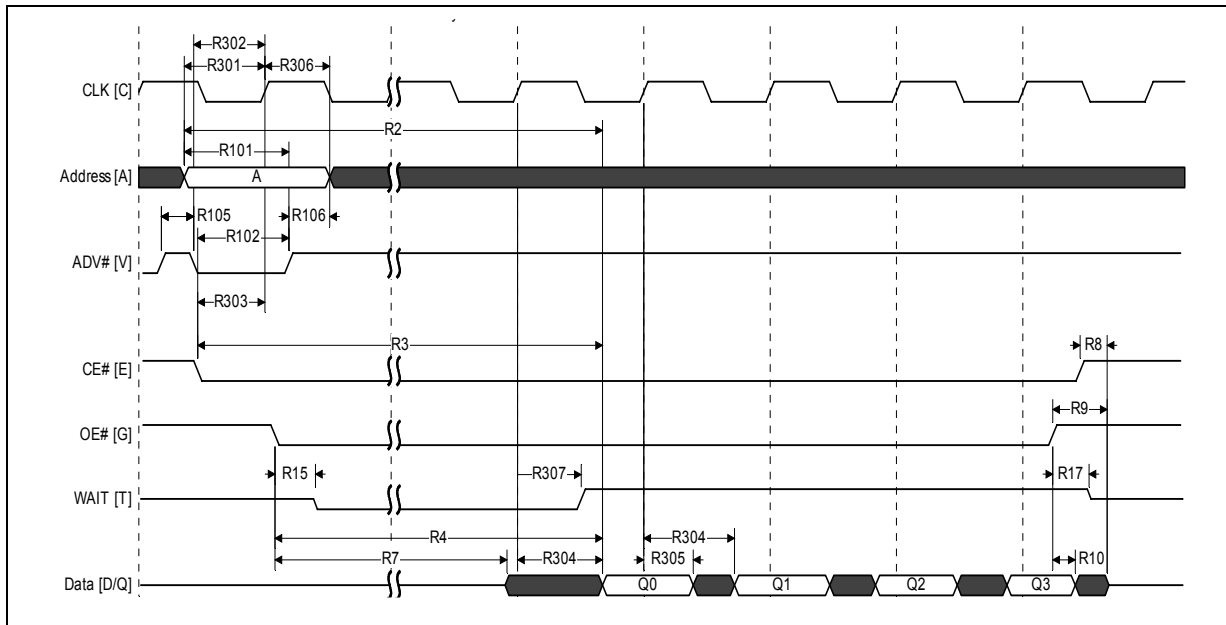 R302
R301 R306
CLK [C]
R2
R101
Address [A] A
R105 R106
R102
ADV# [V]
R303
R3 R8
CE# [E]
R9
OE# [G]
R15 R307 R17
WAIT [T]
R4 R304
R7 R304 R305 R10
Data [D/Q] Q0 Q1 Q2 Q3